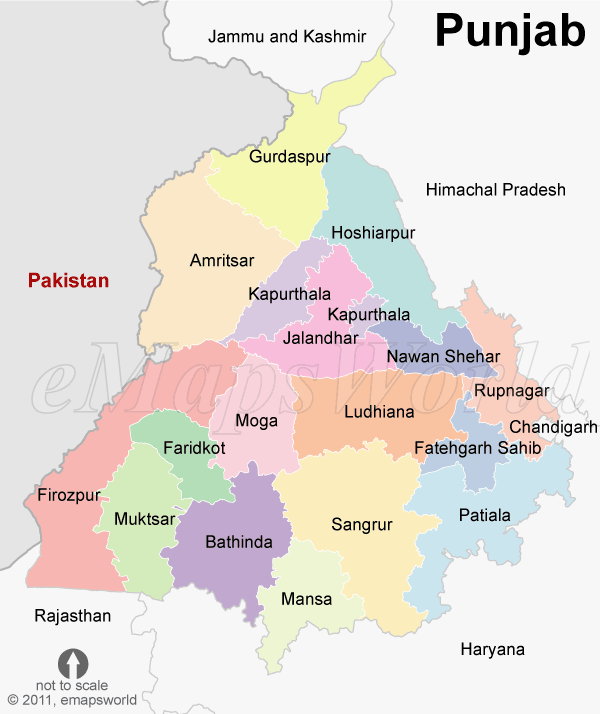 Punjab
Jammu and Kashmir
Gurdaspur
Himachal Pradesh
Hoshiarpur
Amritsar
Pakistan
Kapurthala
Kapurthala
Jalandhar
Nawan Shehar
eMapsWorld
Rupnagar
Ludhiana
Moga
Chandigarh
Faridkot
Fatehgarh Sahib
Firozpur
Muktsar
Patiala
Sangrur
Bathinda
Mansa
Rajasthan
Haryana
not to scale
© 2011, emapsworld